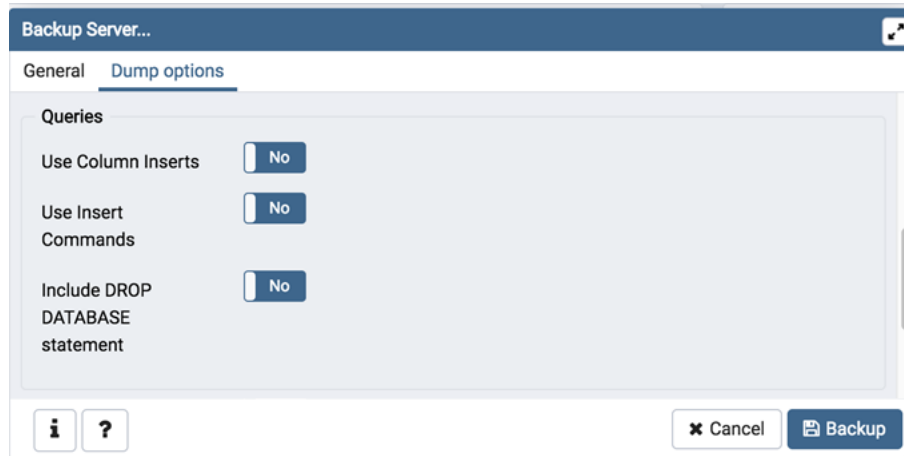 Backup Server...
General Dump options
Queries
Use Column Inserts No
Use Insert No
Commands
Include DROP No
DATABASE
statement
i ? Cancel Backup